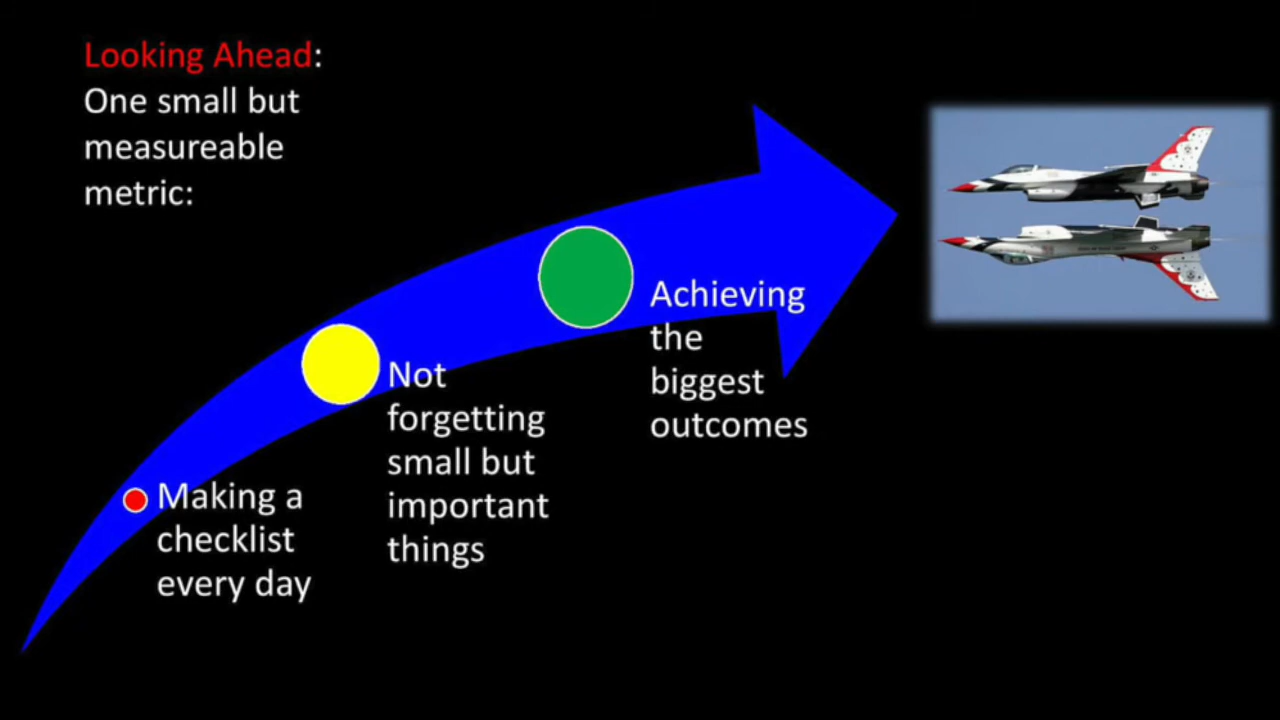 Looking Ahead:
One small but
measureable
metric:
Making a
checklist
every day
Not
forgetting
small but
important
things
Achieving
the
biggest
outcomes